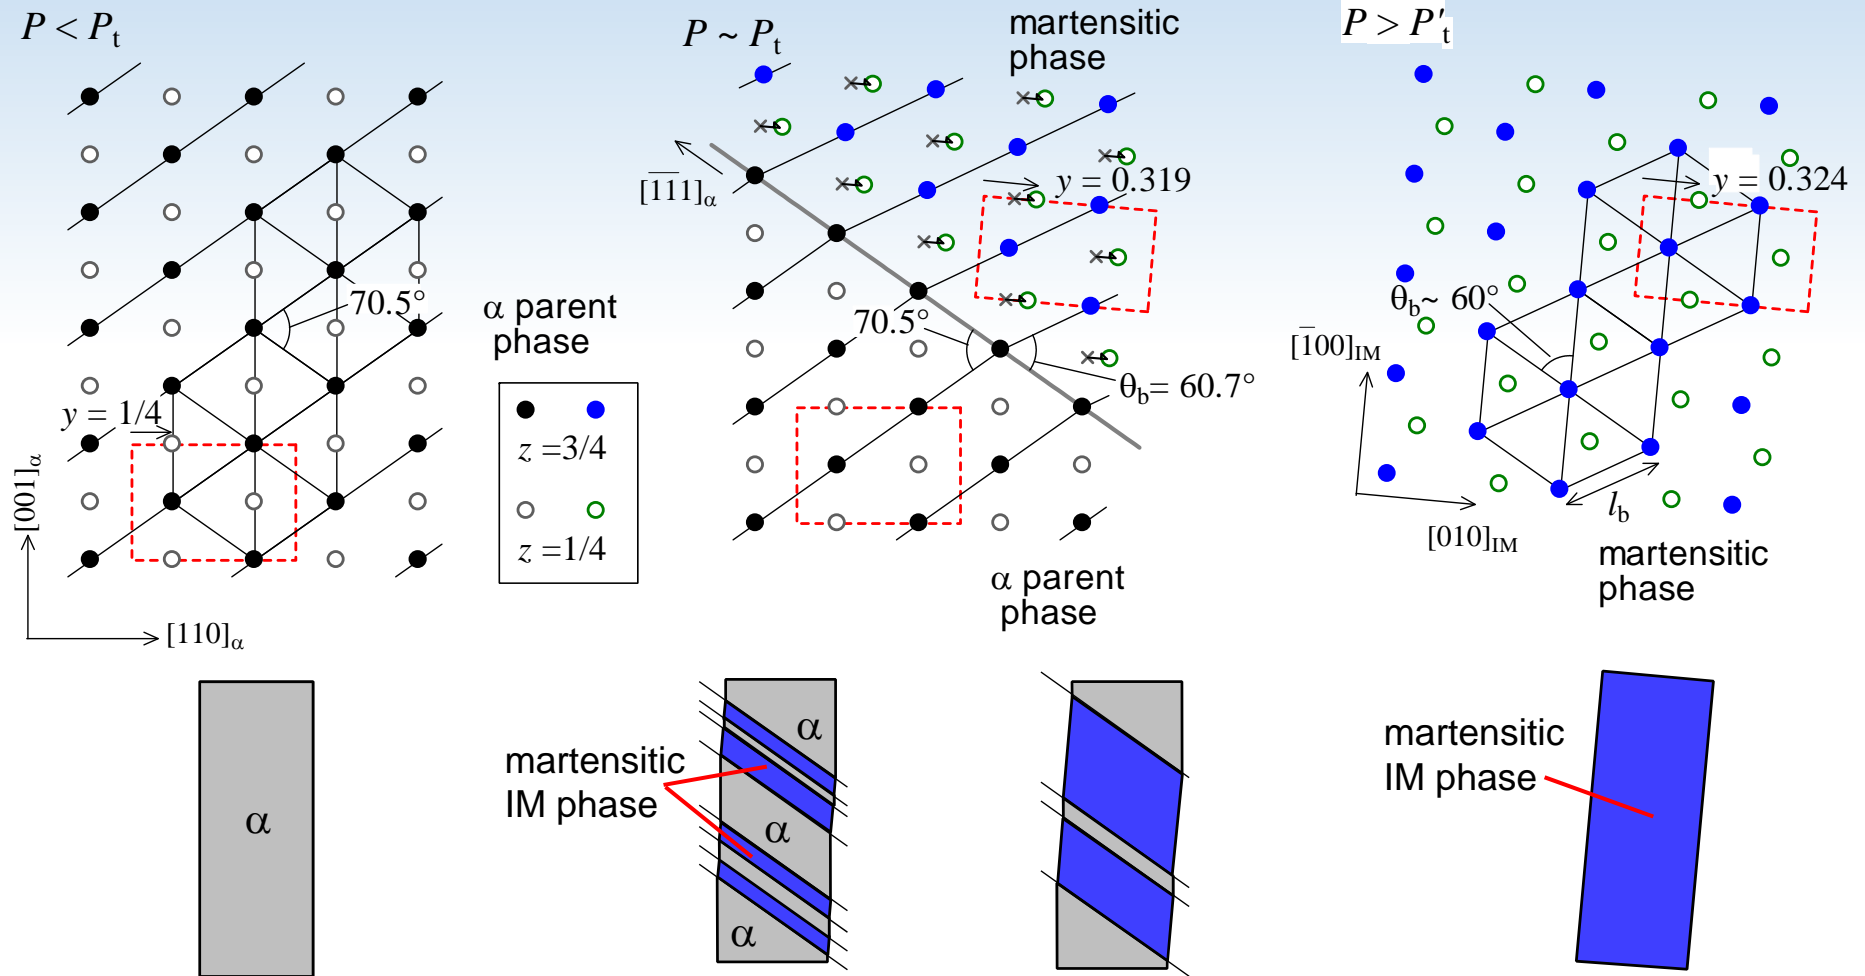 P < Pt
[001]α
[110]α
y = 1/4
70.5°
α parent
phase
z =3/4
z =1/4
P ~ Pt
martensitic
phase
[1̅1̅1]α
y = 0.319
70.5°
θb= 60.7°
α parent
phase
P > P't
y = 0.324
θb~ 60°
[1̅00]IM
[010]IM
lb
martensitic
phase
α
martensitic
IM phase
α
α
α
martensitic
IM phase